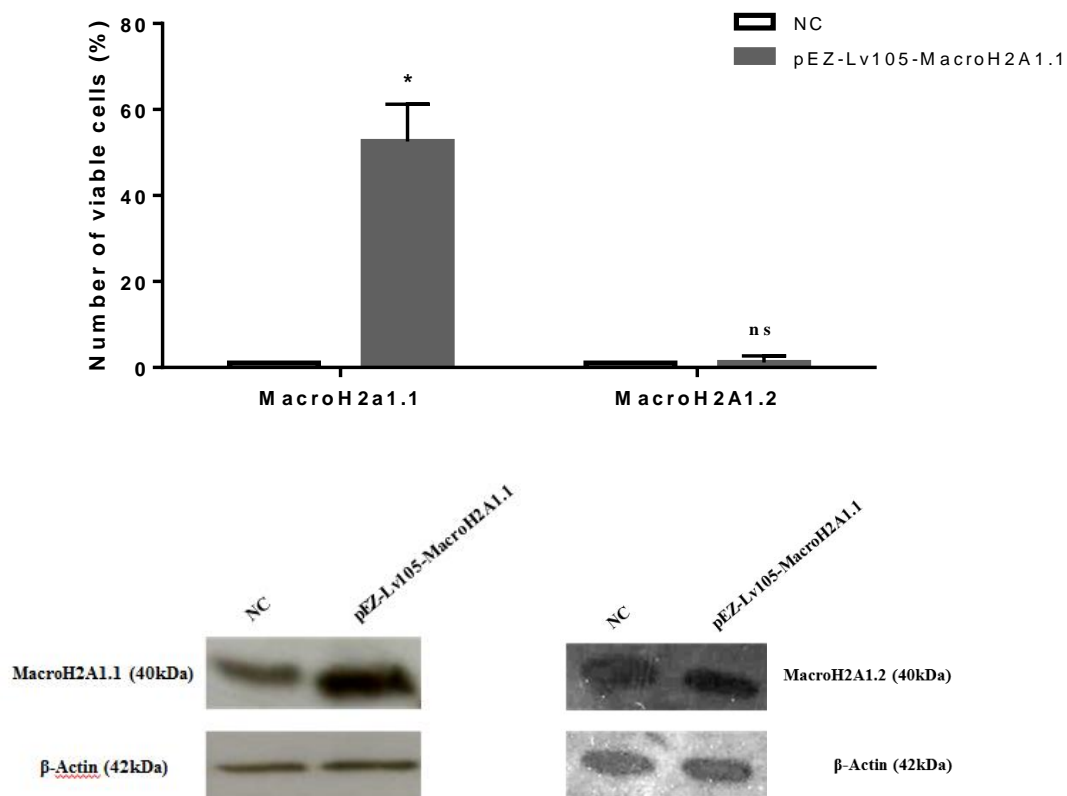 NC
pEZ-Lv105-MacroH2A1.1
Number of viable cells (%)
80
60
40
20
0
*
ns
MacroH2a1.1
MacroH2A1.2
NC
pEZ-Lv105-MacroH2A1.1
NC
pEZ-Lv105-MacroH2A1.1
MacroH2A1.1 (40kDa)
MacroH2A1.2 (40kDa)
β-Actin (42kDa)
β-Actin (42kDa)